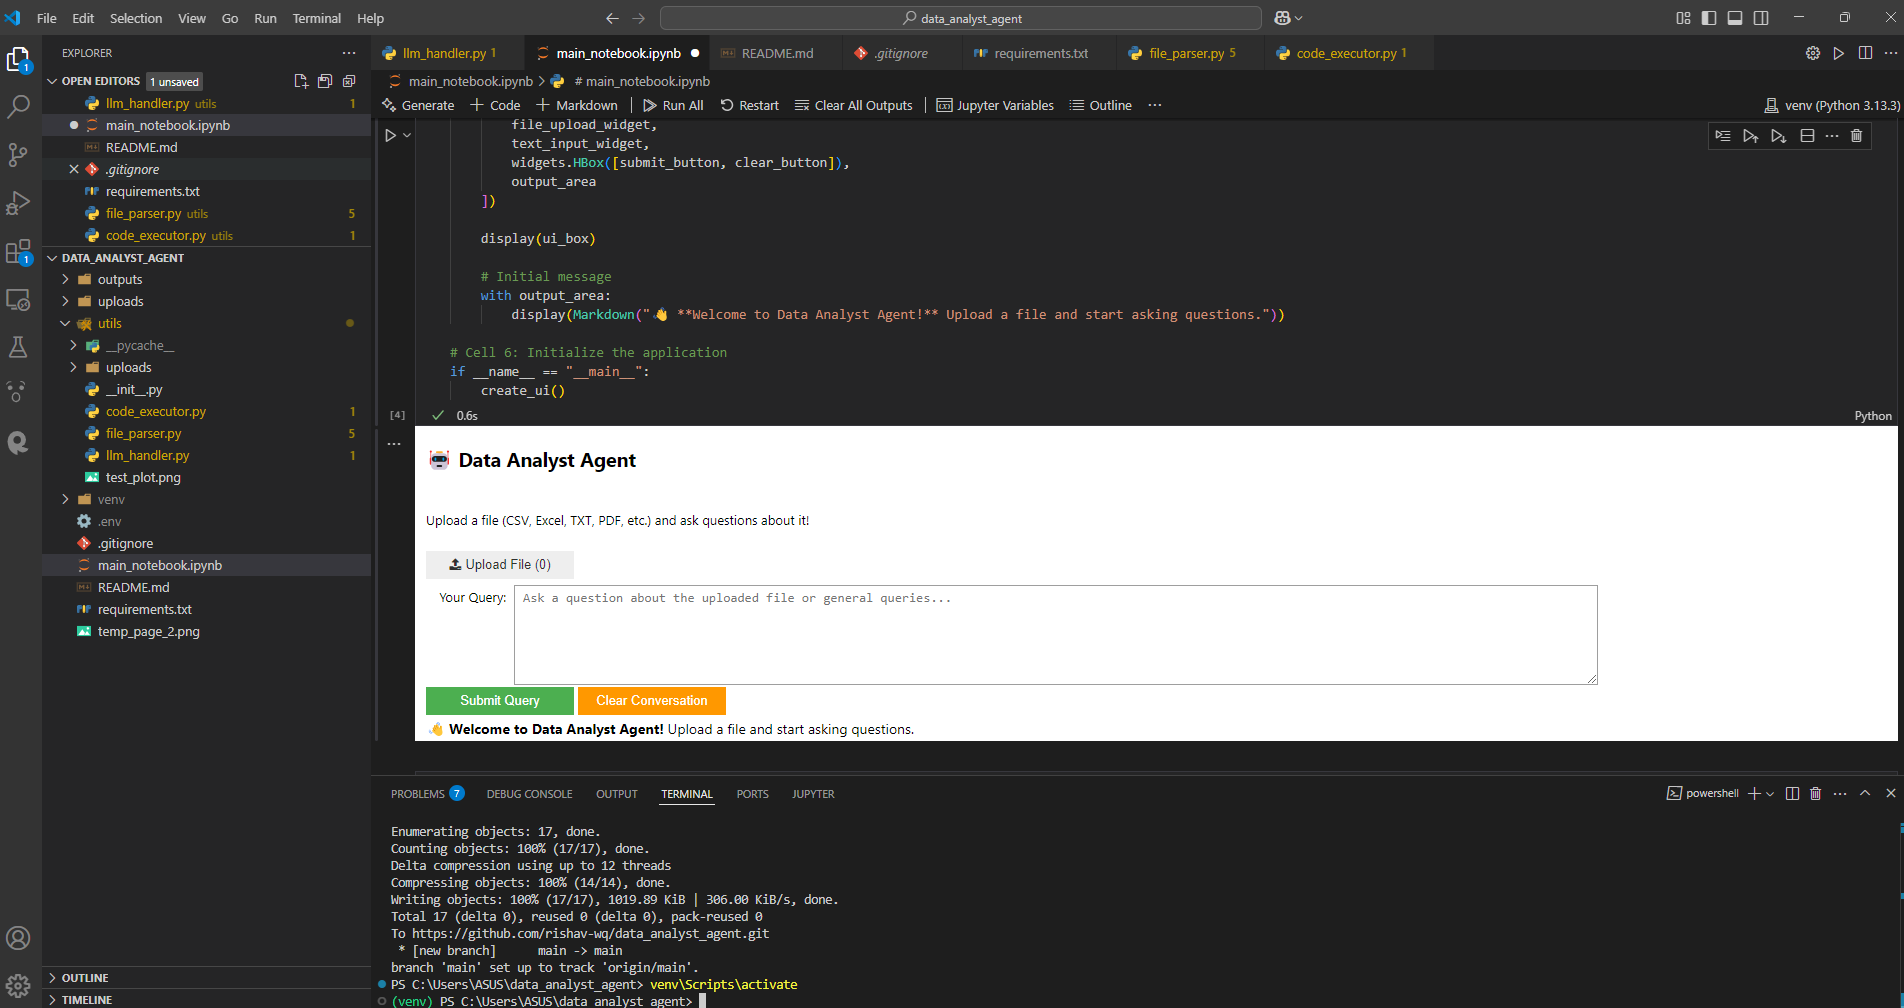 File Edit Selection View Go Run Terminal Help
data_analyst_agent
EXPLORER
OPEN EDITORS 1 unsaved
llm_handler.py utils 1
main_notebook.ipynb
README.md
.gitignore
requirements.txt
file_parser.py utils 5
code_executor.py utils 1
DATA_ANALYST_AGENT
outputs
uploads
utils
__pycache__
uploads
__init__.py
code_executor.py 1
file_parser.py 5
llm_handler.py 1
test_plot.png
venv
.env
.gitignore
main_notebook.ipynb
README.md
requirements.txt
temp_page_2.png
OUTLINE
TIMELINE
1
1
llm_handler.py 1 main_notebook.ipynb README.md .gitignore requirements.txt file_parser.py 5 code_executor.py 1
main_notebook.ipynb > # main_notebook.ipynb
Generate + Code + Markdown | Run All Restart Clear All Outputs | Jupyter Variables Outline ... venv (Python 3.13.3)
file_upload_widget,
text_input_widget,
widgets.HBox([submit_button, clear_button]),
output_area
])
display(ui_box)
# Initial message
with output_area:
display(Markdown("👋 **Welcome to Data Analyst Agent!** Upload a file and start asking questions."))
# Cell 6: Initialize the application
if __name__ == "__main__":
create_ui()
[4] 0.6s Python
🤖 Data Analyst Agent
Upload a file (CSV, Excel, TXT, PDF, etc.) and ask questions about it!
Upload File (0)
Your Query: Ask a question about the uploaded file or general queries...
Submit Query Clear Conversation
👋 Welcome to Data Analyst Agent! Upload a file and start asking questions.
PROBLEMS 7 DEBUG CONSOLE OUTPUT TERMINAL PORTS JUPYTER powershell
Enumerating objects: 17, done.
Counting objects: 100% (17/17), done.
Delta compression using up to 12 threads
Compressing objects: 100% (14/14), done.
Writing objects: 100% (17/17), 1019.89 KiB | 306.00 KiB/s, done.
Total 17 (delta 0), reused 0 (delta 0), pack-reused 0
To https://github.com/rishav-wq/data_analyst_agent.git
* [new branch] main -> main
branch 'main' set up to track 'origin/main'.
PS C:\Users\ASUS\data_analyst_agent> venv\Scripts\activate
(venv) PS C:\Users\ASUS\data_analyst_agent>